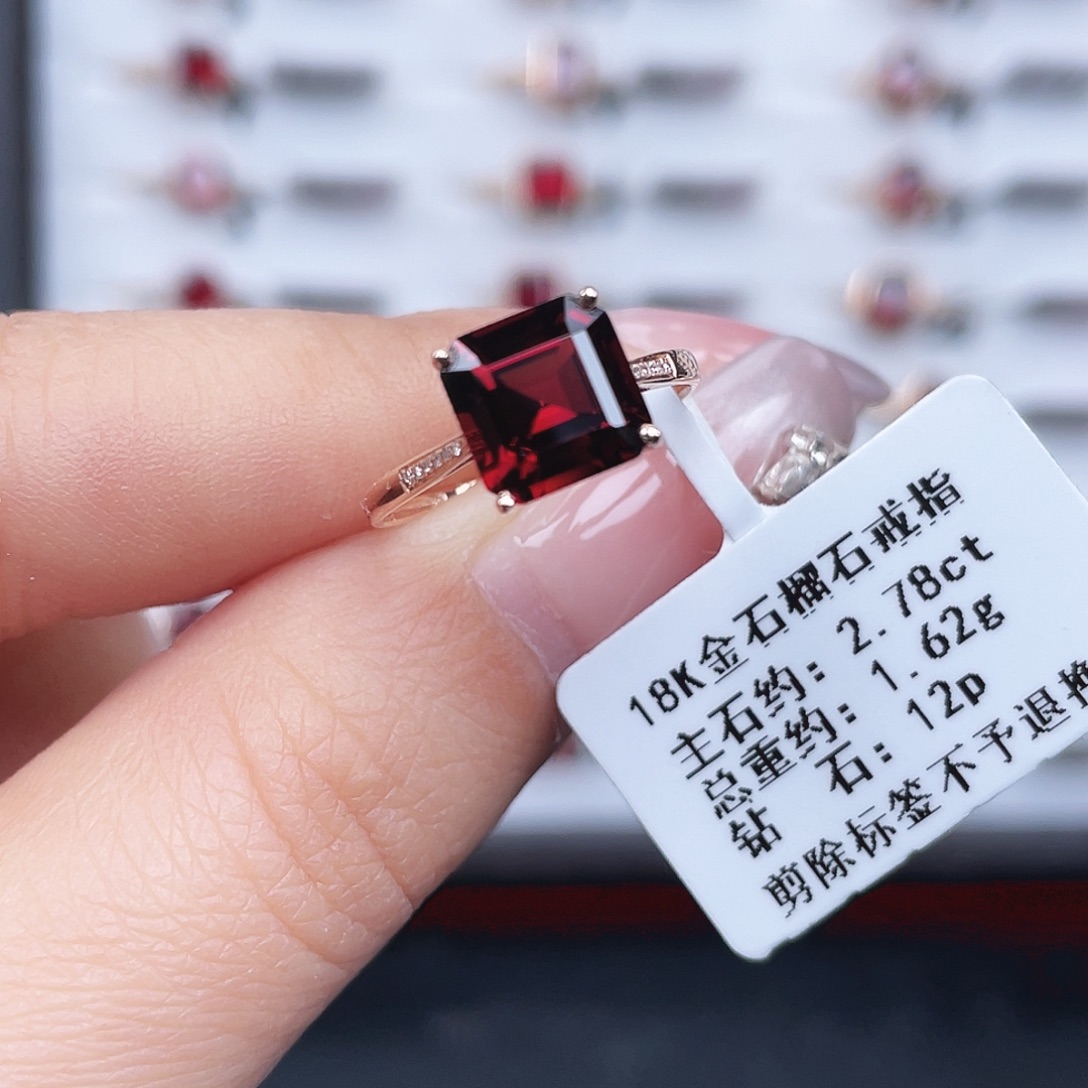 18K金石榴石戒指
主石约: 2.78ct
总重约: 1.62g
钻 石: 12p
剪除标签不予退换